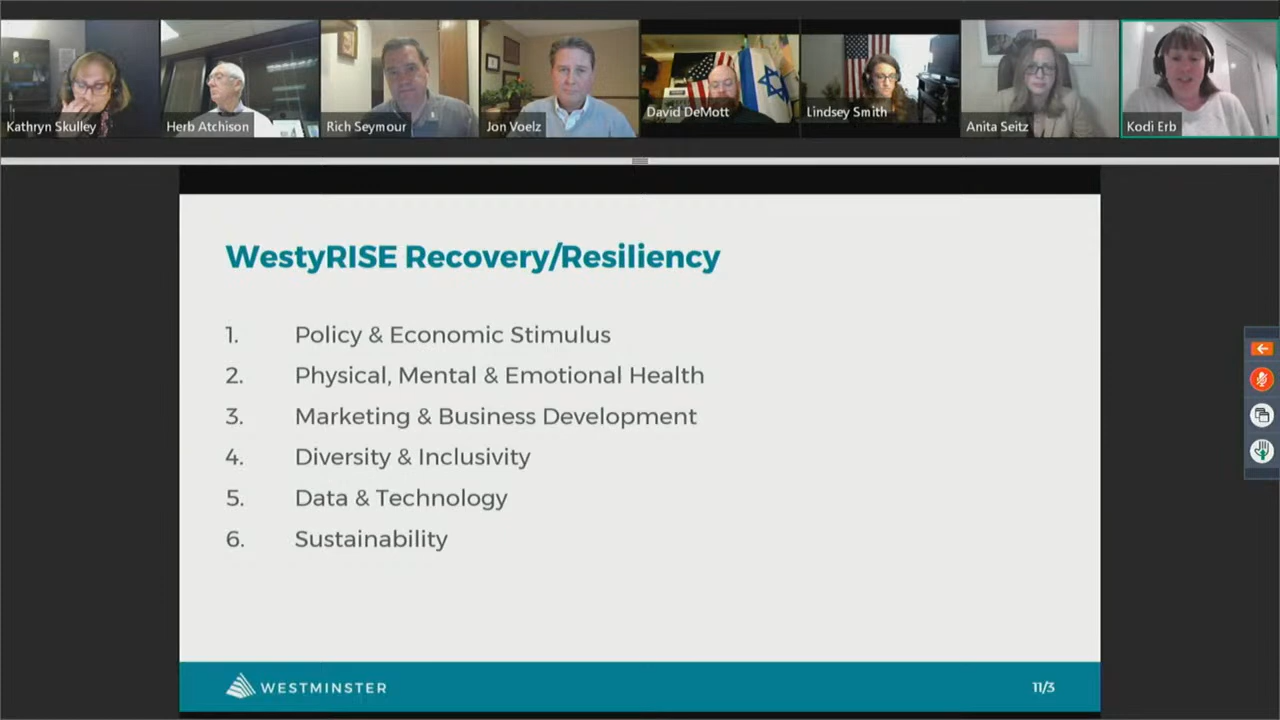 Kathryn Skulley
Herb Atchison
Rich Seymour
Jon Voelz
David DeMott
Lindsey Smith
Anita Seitz
Kodi Erb
WestyRISE Recovery/Resiliency
1. Policy & Economic Stimulus
2. Physical, Mental & Emotional Health
3. Marketing & Business Development
4. Diversity & Inclusivity
5. Data & Technology
6. Sustainability
WESTMINSTER
11/3